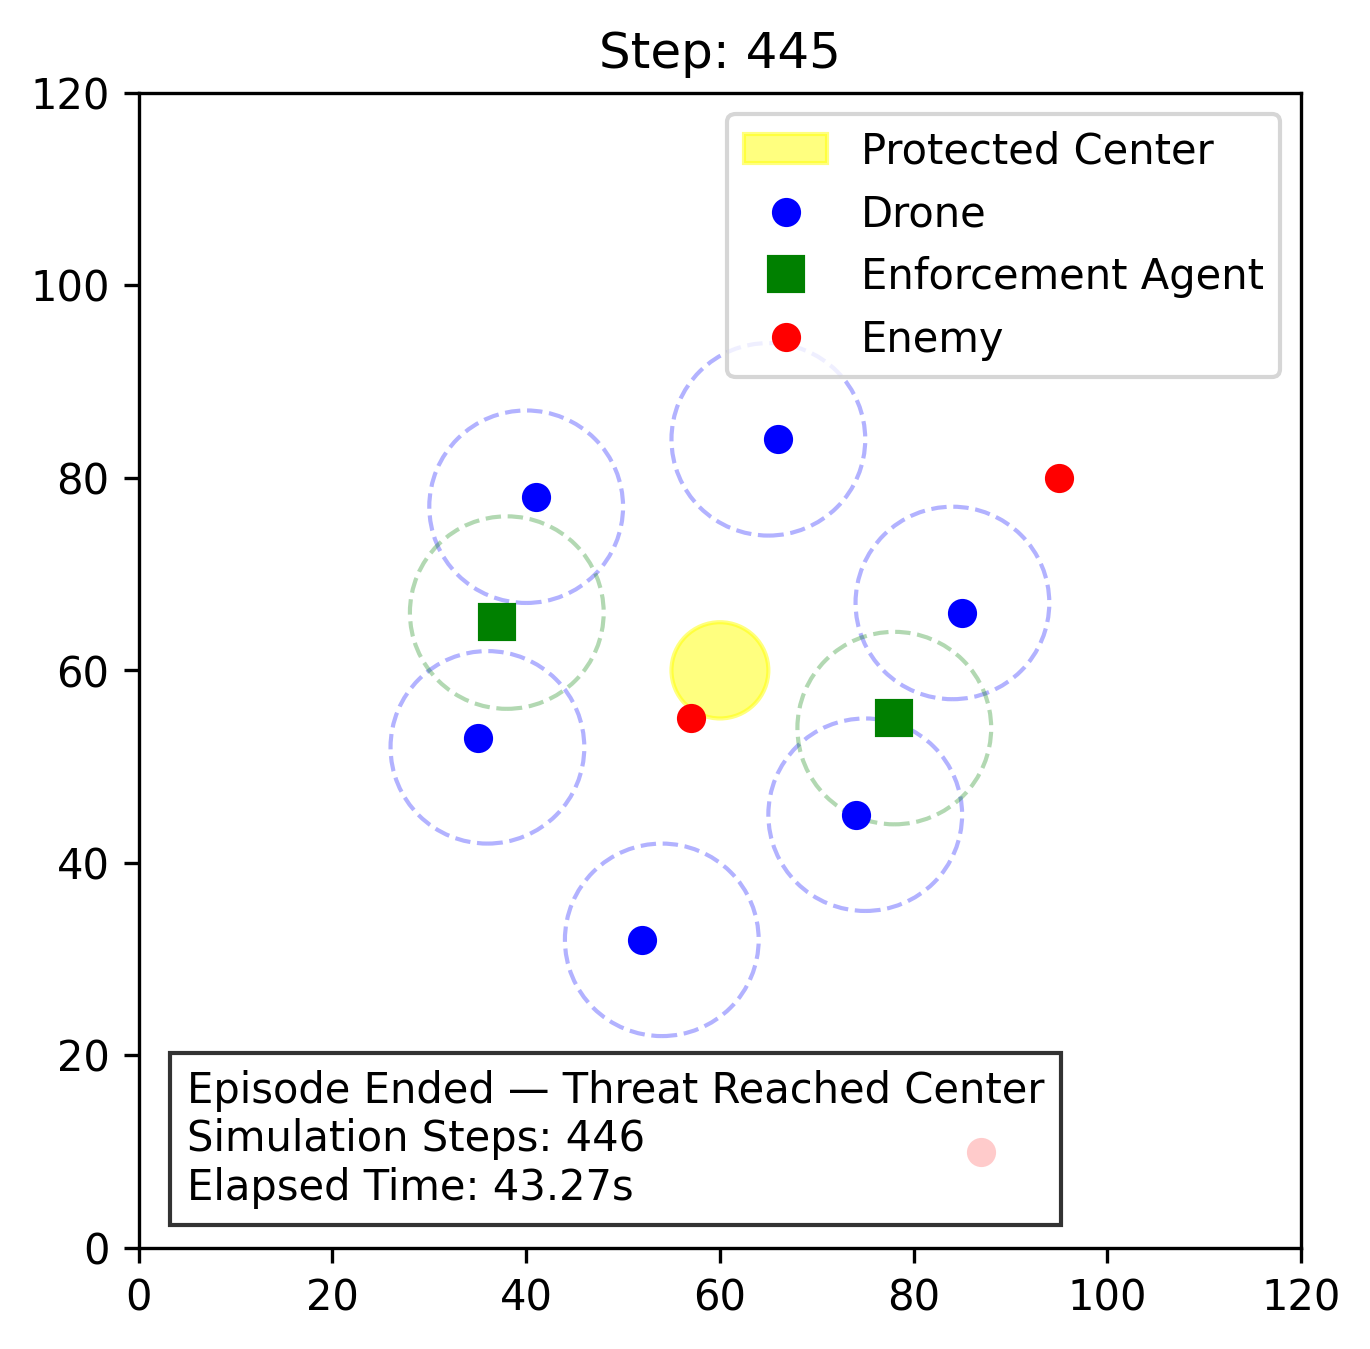 Step: 445
Protected Center
Drone
Enforcement Agent
Enemy
120
100
80
60
40
20
0
Episode Ended — Threat Reached Center
Simulation Steps: 446
Elapsed Time: 43.27s
0 20 40 60 80 100 120